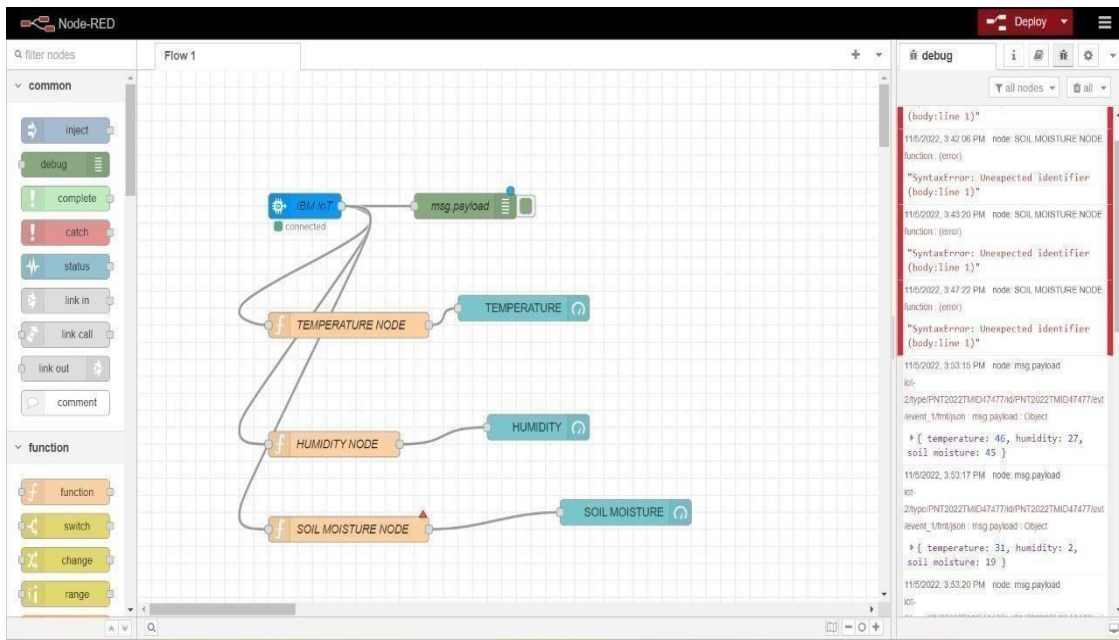 Node-RED
Deploy
filter nodes
Flow 1
debug
i
all nodes
all
common
inject
debug
complete
catch
status
link in
link call
link out
comment
function
function
switch
change
range
IBM IoT
connected
msg.payload
TEMPERATURE NODE
TEMPERATURE
HUMIDITY NODE
HUMIDITY
SOIL MOISTURE NODE
SOIL MOISTURE
(body:line 1)"
11/5/2022, 3:42:06 PM node: SOIL MOISTURE NODE
function : (error)
"SyntaxError: Unexpected identifier
(body:line 1)"
11/5/2022, 3:43:20 PM node: SOIL MOISTURE NODE
function : (error)
"SyntaxError: Unexpected identifier
(body:line 1)"
11/5/2022, 3:47:22 PM node: SOIL MOISTURE NODE
function : (error)
"SyntaxError: Unexpected identifier
(body:line 1)"
11/5/2022, 3:53:15 PM node: msg.payload
iot-
2/type/PNT2022TMID47477/id/PNT2022TMID47477/evt
/event_1/fmt/json : msg.payload : Object
{ temperature: 46, humidity: 27,
soil moisture: 45 }
11/5/2022, 3:53:17 PM node: msg.payload
iot-
2/type/PNT2022TMID47477/id/PNT2022TMID47477/evt
/event_1/fmt/json : msg.payload : Object
{ temperature: 31, humidity: 2,
soil moisture: 19 }
11/5/2022, 3:53:20 PM node: msg.payload
iot-